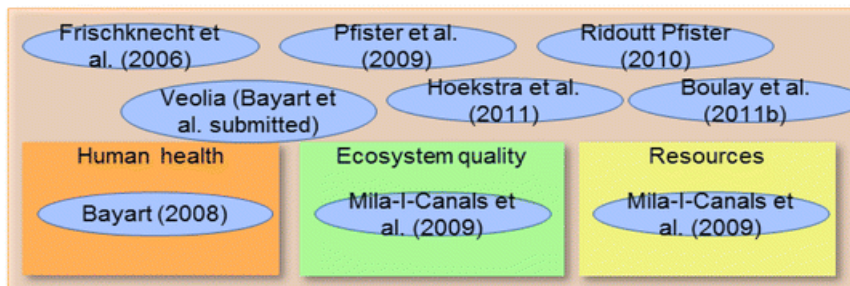 Frischknecht et
al. (2006)
Pfister et al.
(2009)
Ridoutt Pfister
(2010)
Veolia (Bayart et
al. submitted)
Hoekstra et al.
(2011)
Boulay et al.
(2011b)
Human health
Ecosystem quality
Resources
Bayart (2008)
Mila-I-Canals et
al. (2009)
Mila-I-Canals et
al. (2009)